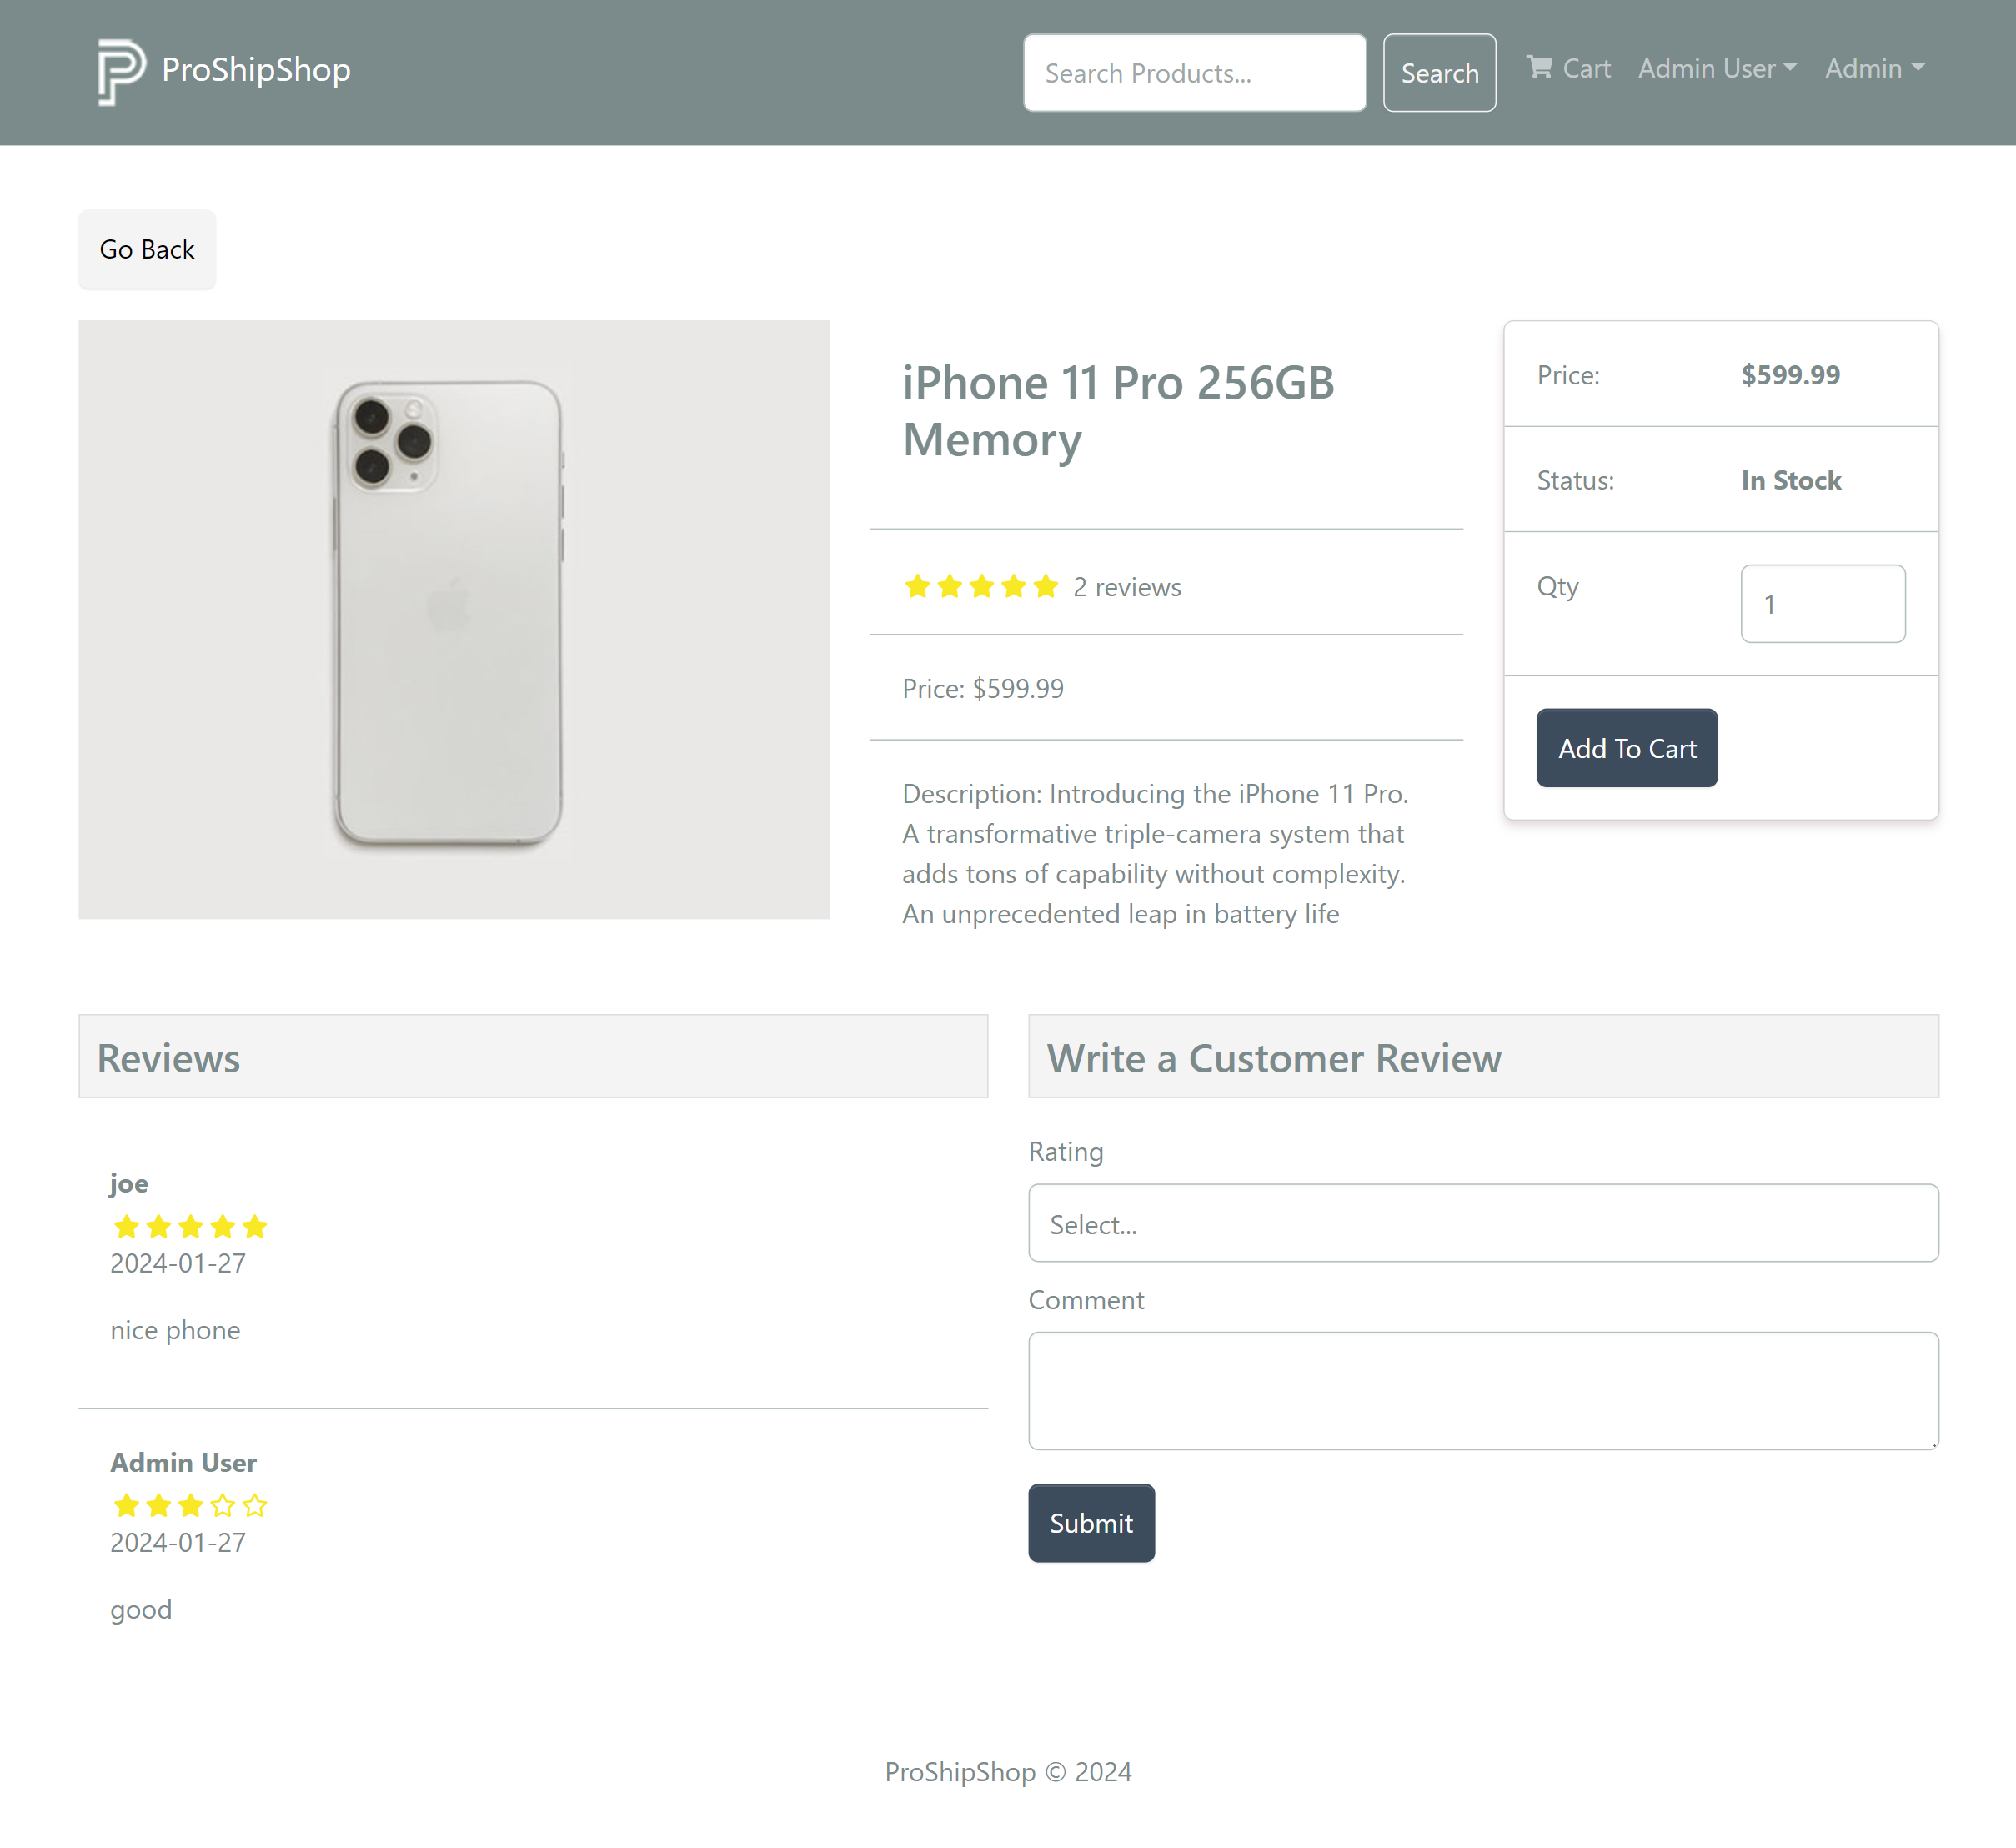 ProShipShop
Search Products...
Search
Cart
Admin User
Admin
Go Back
iPhone 11 Pro 256GB
Memory
2 reviews
Price: $599.99
Description: Introducing the iPhone 11 Pro.
A transformative triple-camera system that
adds tons of capability without complexity.
An unprecedented leap in battery life
Price: $599.99
Status: In Stock
Qty 1
Add To Cart
Reviews
joe
2024-01-27
nice phone
Admin User
2024-01-27
good
Write a Customer Review
Rating
Select...
Comment
Submit
ProShipShop © 2024